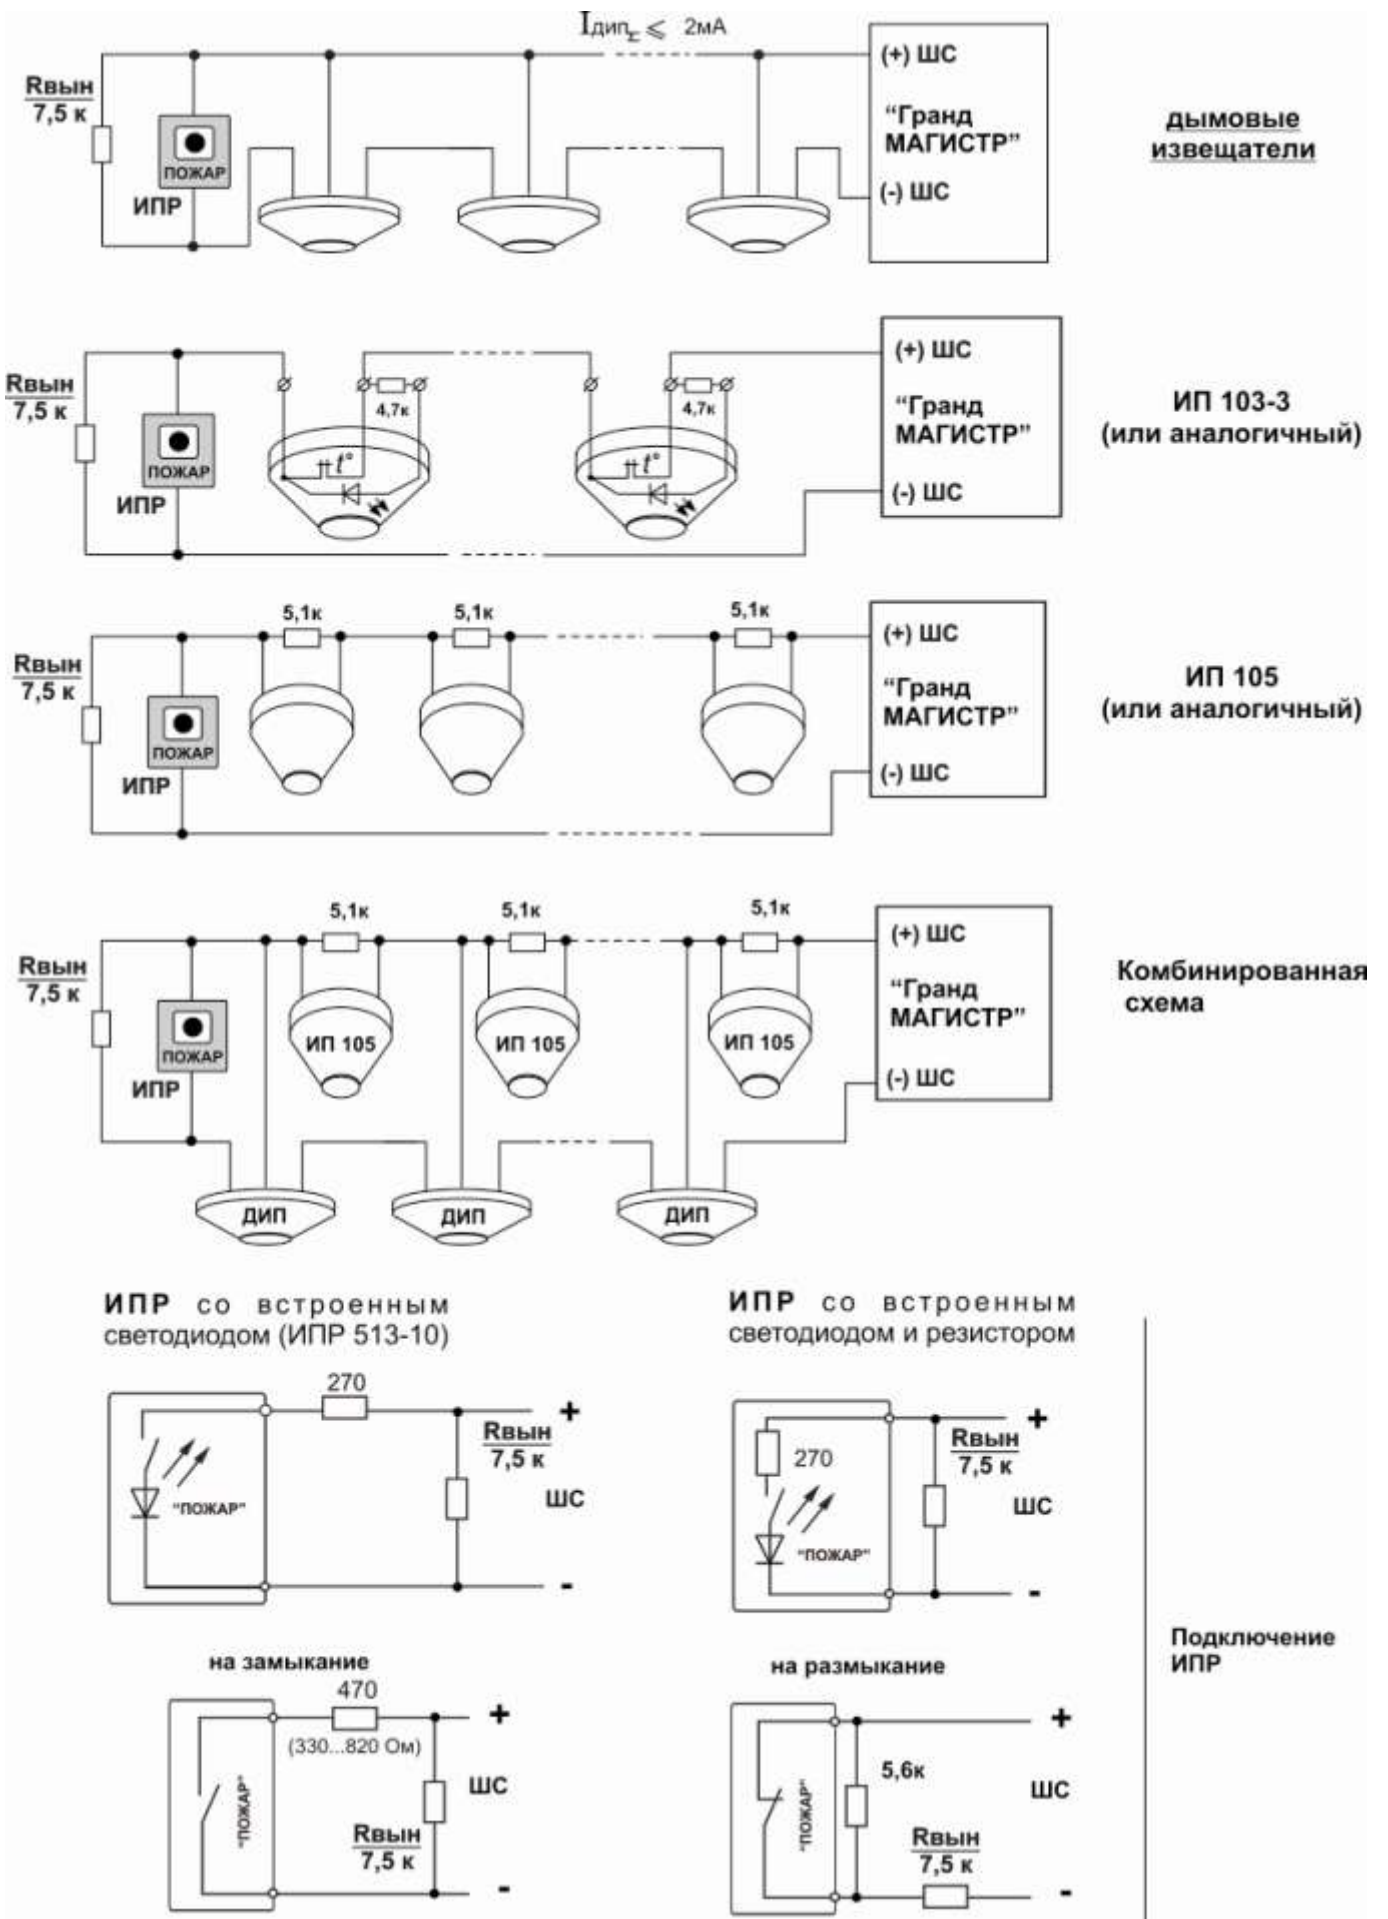 Iдип Σ ⩽ 2мА
Rвын
7,5 к
ПОЖАР
ИПР
(+) ШС
“Гранд
МАГИСТР”
(-) ШС
дымовые
извещатели
Rвын
7,5 к
ПОЖАР
ИПР
4,7к
t°
4,7к
t°
(+) ШС
“Гранд
МАГИСТР”
(-) ШС
ИП 103-3
(или аналогичный)
Rвын
7,5 к
ПОЖАР
ИПР
5,1к
5,1к
5,1к
(+) ШС
“Гранд
МАГИСТР”
(-) ШС
ИП 105
(или аналогичный)
Rвын
7,5 к
ПОЖАР
ИПР
5,1к
5,1к
5,1к
ИП 105
ИП 105
ИП 105
ДИП
ДИП
ДИП
(+) ШС
“Гранд
МАГИСТР”
(-) ШС
Комбинированная
схема
ИПР со встроенным
светодиодом (ИПР 513-10)
270
+
Rвын
7,5 к
"ПОЖАР"
ШС
-
ИПР со встроенным
светодиодом и резистором
+
Rвын
7,5 к
270
ШС
"ПОЖАР"
-
на замыкание
470
+
(330...820 Ом)
ШС
"ПОЖАР"
Rвын
7,5 к
-
на размыкание
+
5,6к
ШС
"ПОЖАР"
Rвын
7,5 к
-
Подключение
ИПР